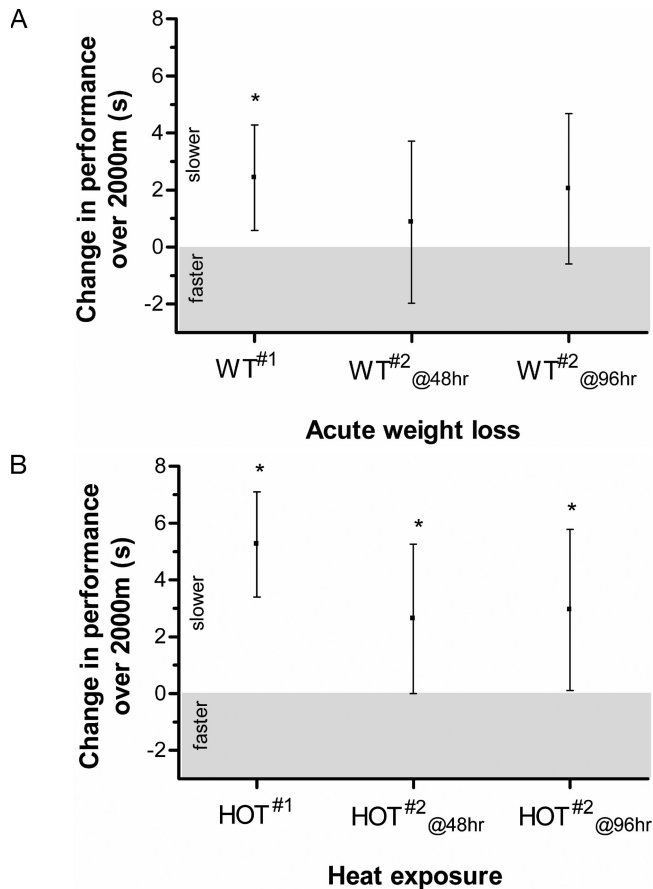 A
Change in performance
over 2000m (s)
8
6
4
2
0
-2
slower
faster
*
WT#1
WT#2@48hr
WT#2@96hr
Acute weight loss
B
Change in performance
over 2000m (s)
8
6
4
2
0
-2
slower
faster
*
*
*
HOT#1
HOT#2@48hr
HOT#2@96hr
Heat exposure